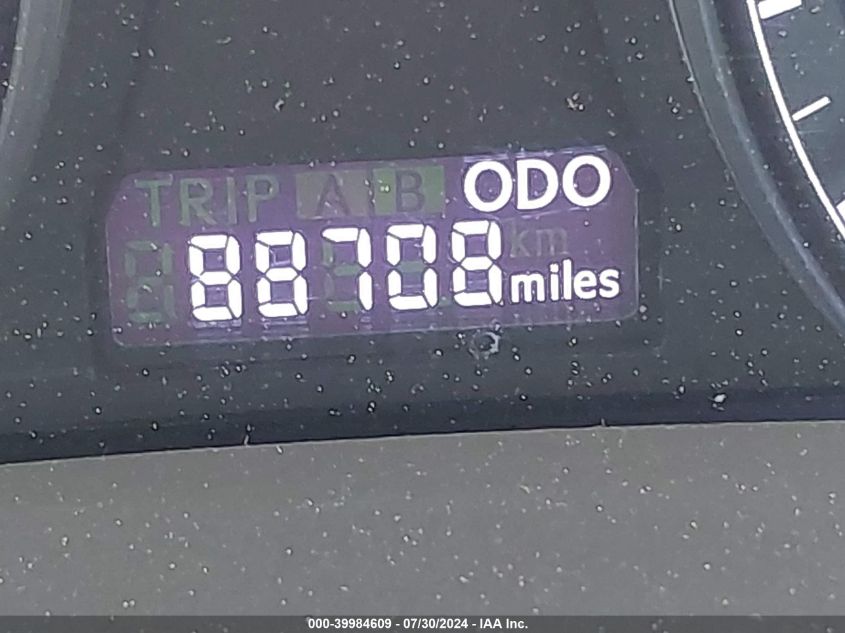 TRIP A B ODO
km
88708 miles
000-39984609 - 07/30/2024 - IAA Inc.